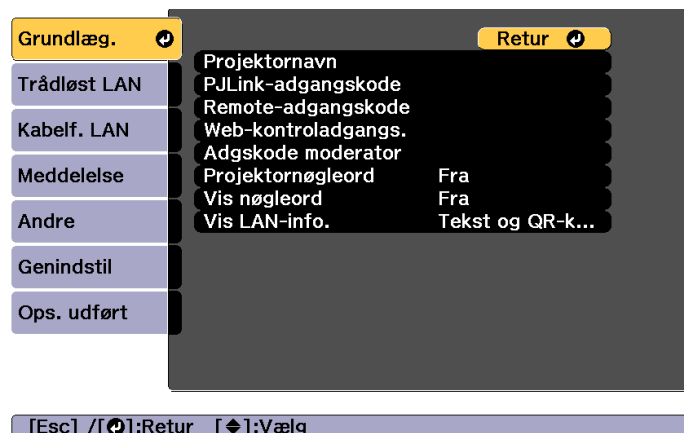 Grundlæg.
Trådløst LAN
Kabelf. LAN
Meddelelse
Andre
Genindstil
Ops. udført
Retur
Projektornavn
PJLink-adgangskode
Remote-adgangskode
Web-kontroladgangs.
Adgskode moderator
Projektornøgleord Fra
Vis nøgleord Fra
Vis LAN-info. Tekst og QR-k...
[Esc] /[⏎]:Retur [◆]:Vælg